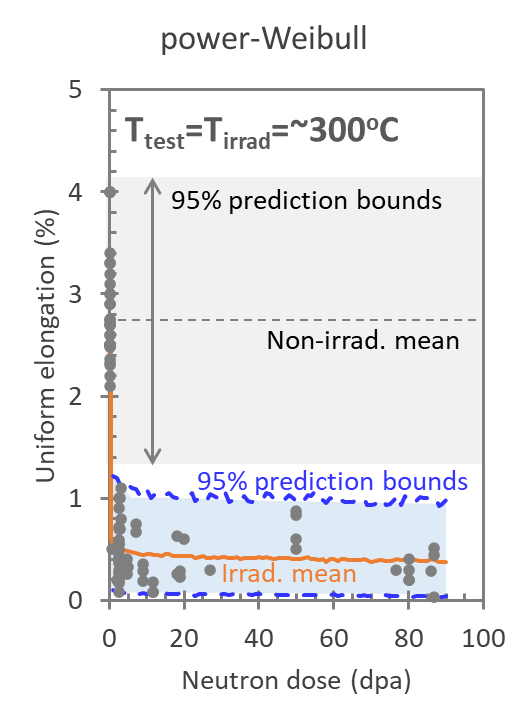 power-Weibull
5
T_test=T_irrad=~300ºC
4
95% prediction bounds
3
Non-irrad. mean
2
95% prediction bounds
1
Irrad. mean
0
0 20 40 60 80 100
Neutron dose (dpa)
Uniform elongation (%)